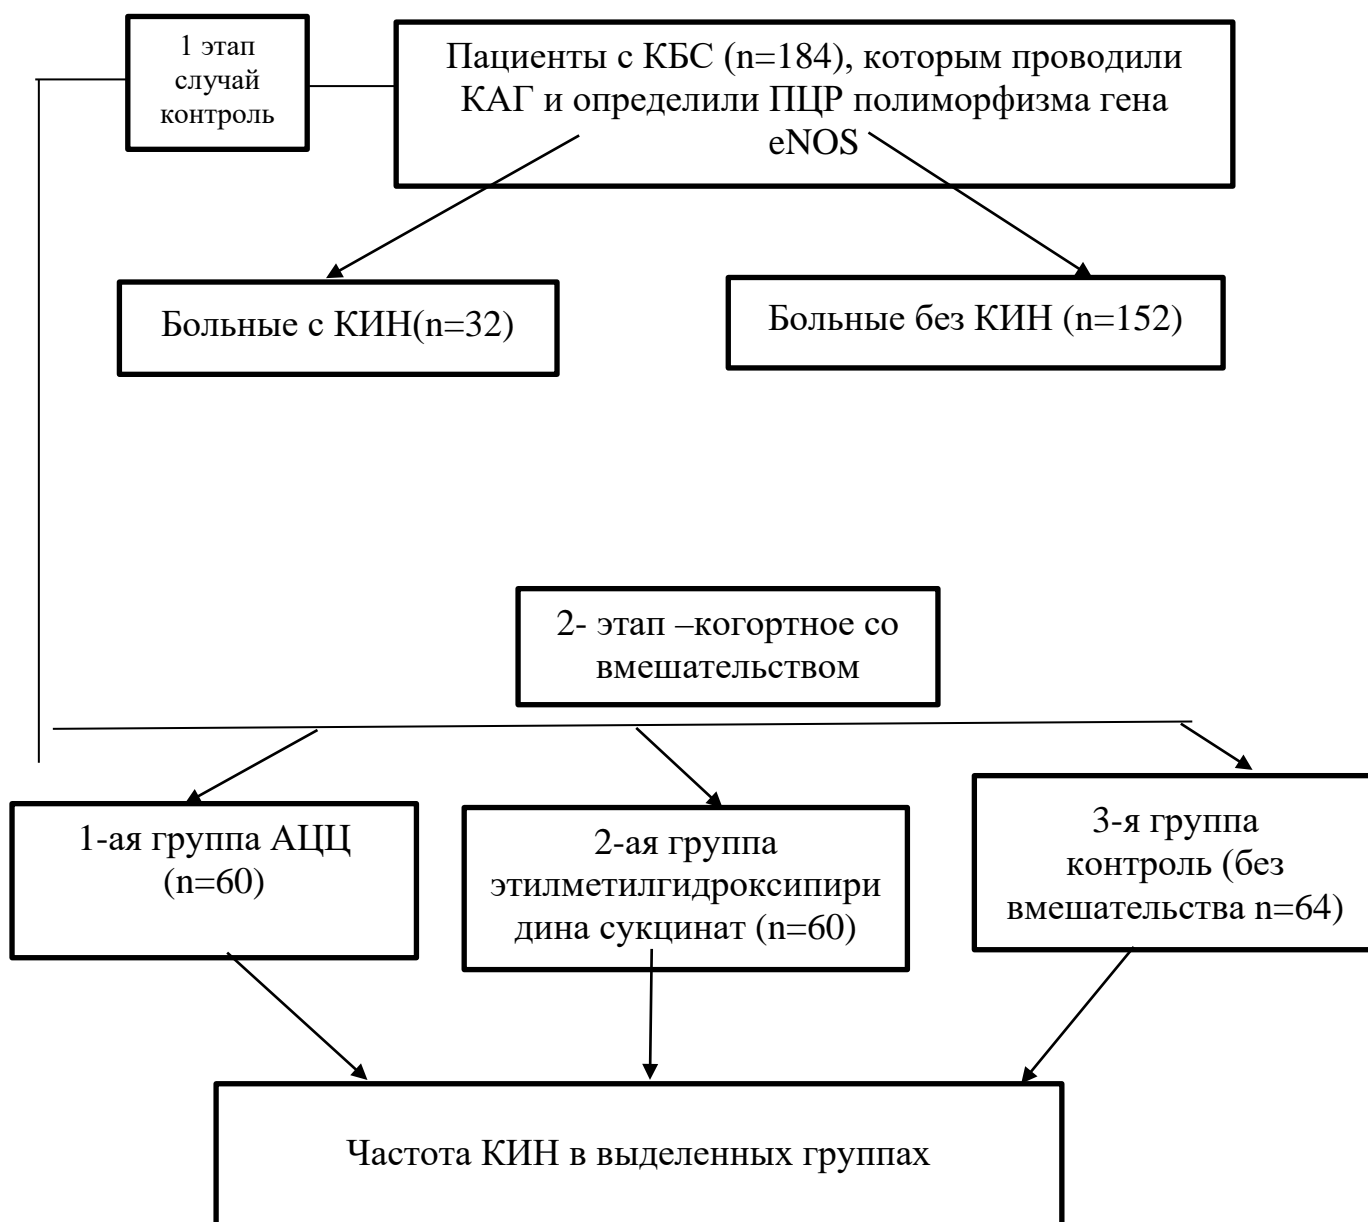 1 этап
случай
контроль
Пациенты с КБС (n=184), которым проводили
КАГ и определили ПЦР полиморфизма гена
eNOS
Больные с КИН(n=32)
Больные без КИН (n=152)
2- этап –когортное со
вмешательством
1-ая группа АЦЦ
(n=60)
2-ая группа
этилметилгидроксипири
дина сукцинат (n=60)
3-я группа
контроль (без
вмешательства n=64)
Частота КИН в выделенных группах